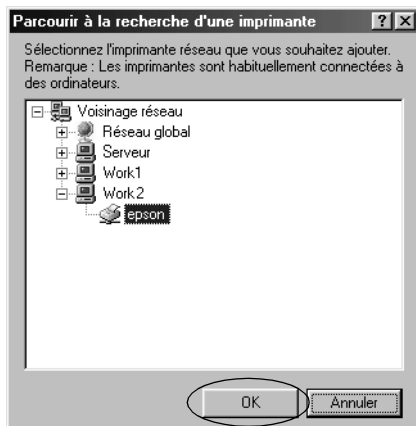 Parcourir à la recherche d'une imprimante
Sélectionnez l'imprimante réseau que vous souhaitez ajouter.
Remarque : Les imprimantes sont habituellement connectées à
des ordinateurs.
Voisinage réseau
Réseau global
Serveur
Work1
Work2
epson
OK
Annuler